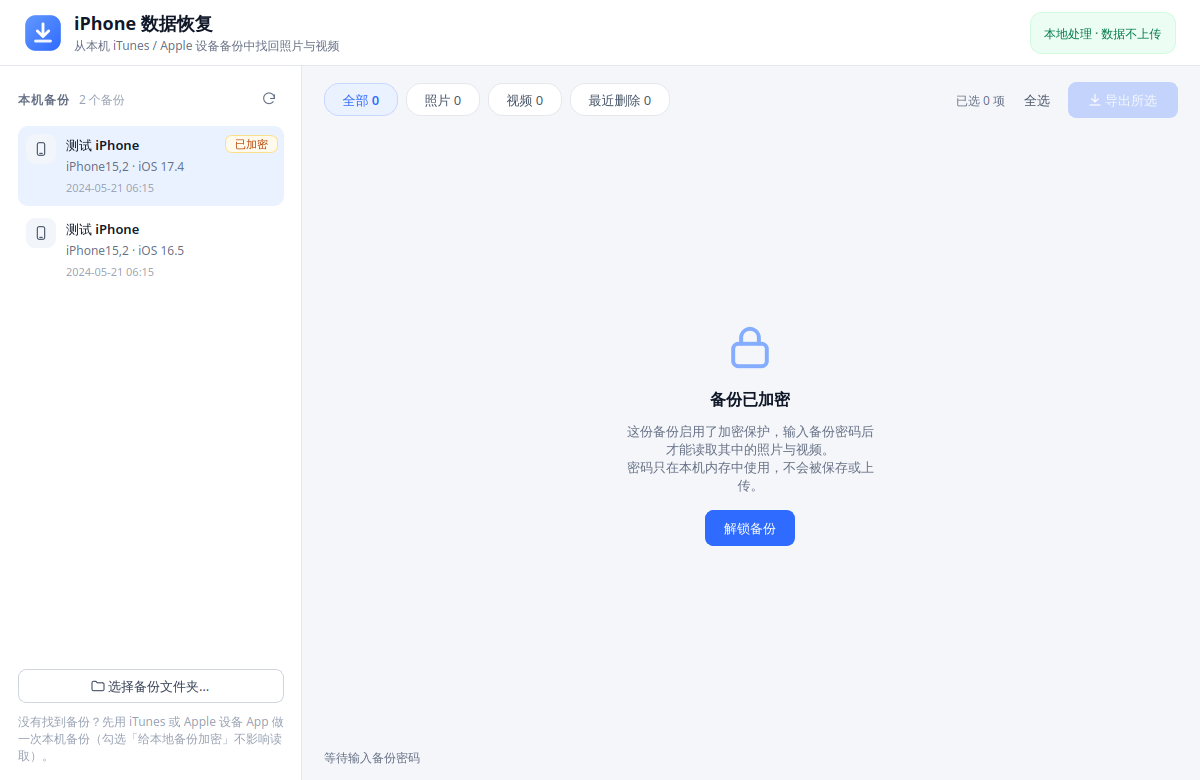 iPhone 数据恢复
从本机 iTunes / Apple 设备备份中找回照片与视频
本地处理 · 数据不上传
本机备份 2 个备份
测试 iPhone 已加密
iPhone15,2 · iOS 17.4
2024-05-21 06:15
测试 iPhone
iPhone15,2 · iOS 16.5
2024-05-21 06:15
选择备份文件夹...
没有找到备份？先用 iTunes 或 Apple 设备 App 做
一次本机备份（勾选「给本地备份加密」不影响读
取）。
全部 0 照片 0 视频 0 最近删除 0 已选 0 项 全选 导出所选
备份已加密
这份备份启用了加密保护，输入备份密码后
才能读取其中的照片与视频。
密码只在本机内存中使用，不会被保存或上
传。
解锁备份
等待输入备份密码